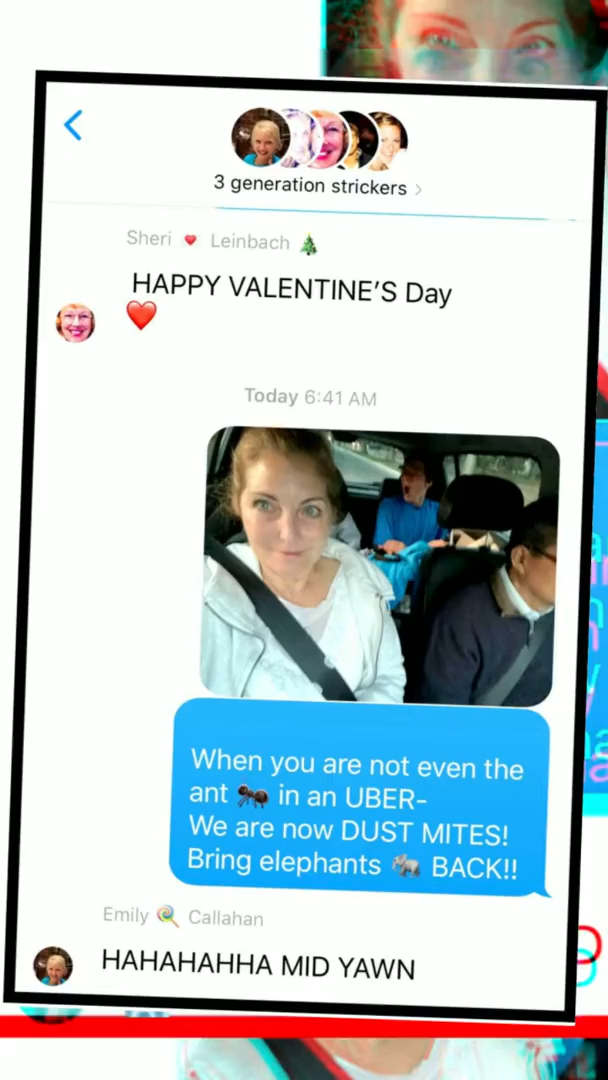 3 generation strickers
Sheri ❤️ Leinbach 🎄
HAPPY VALENTINE'S Day
❤️
Today 6:41 AM
When you are not even the
ant 🐜 in an UBER-
We are now DUST MITES!
Bring elephants 🐘 BACK!!
Emily 🍭 Callahan
HAHAHAHHA MID YAWN